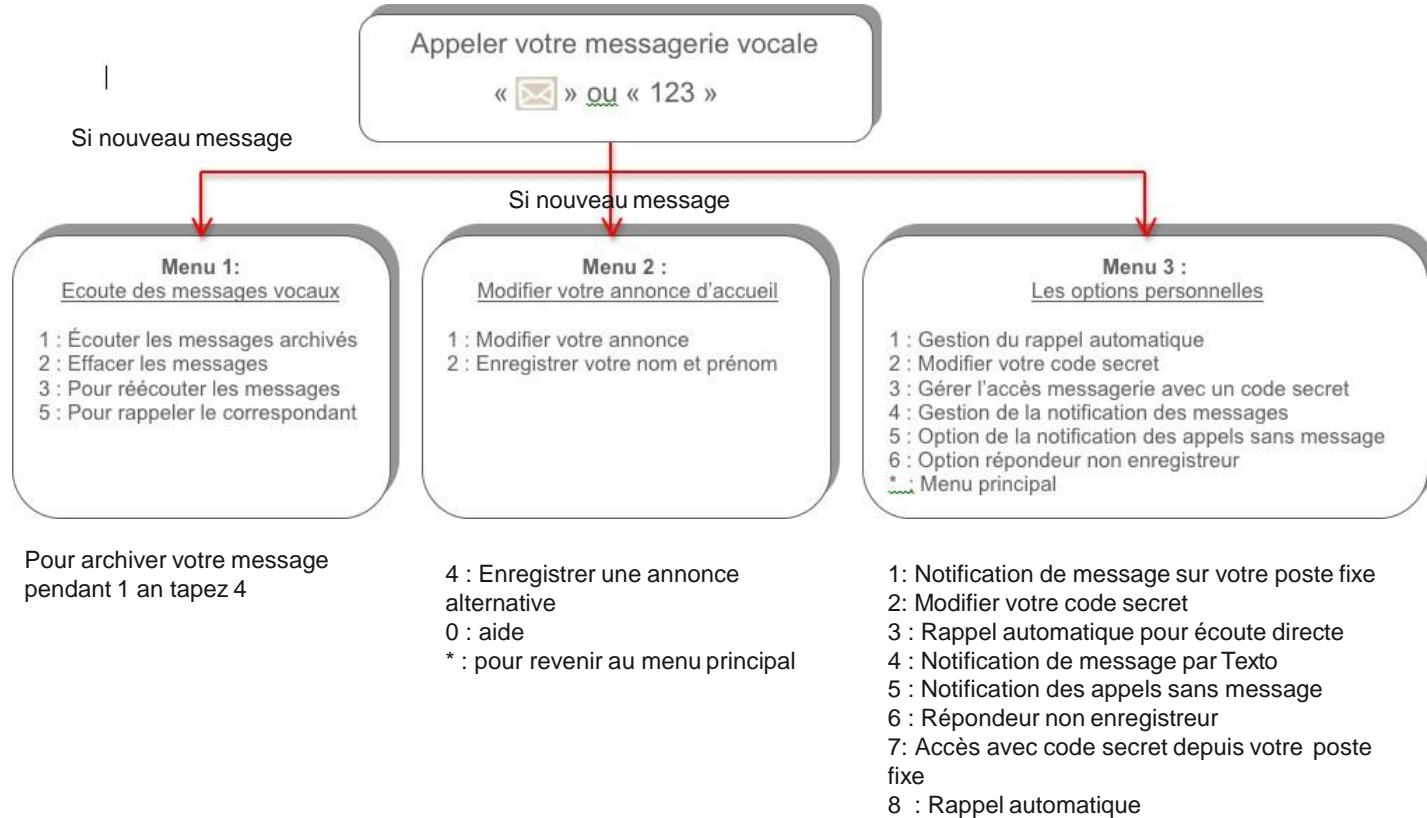 Appeler votre messagerie vocale
« » ou « 123 »
|
Si nouveau message
Si nouveau message
Menu 1:
Ecoute des messages vocaux
1 : Écouter les messages archivés
2 : Effacer les messages
3 : Pour réécouter les messages
5 : Pour rappeler le correspondant
Menu 2 :
Modifier votre annonce d'accueil
1 : Modifier votre annonce
2 : Enregistrer votre nom et prénom
Menu 3 :
Les options personnelles
1 : Gestion du rappel automatique
2 : Modifier votre code secret
3 : Gérer l'accès messagerie avec un code secret
4 : Gestion de la notification des messages
5 : Option de la notification des appels sans message
6 : Option répondeur non enregistreur
* : Menu principal
Pour archiver votre message
pendant 1 an tapez 4
4 : Enregistrer une annonce
alternative
0 : aide
* : pour revenir au menu principal
1: Notification de message sur votre poste fixe
2: Modifier votre code secret
3 : Rappel automatique pour écoute directe
4 : Notification de message par Texto
5 : Notification des appels sans message
6 : Répondeur non enregistreur
7: Accès avec code secret depuis votre poste
fixe
8 : Rappel automatique